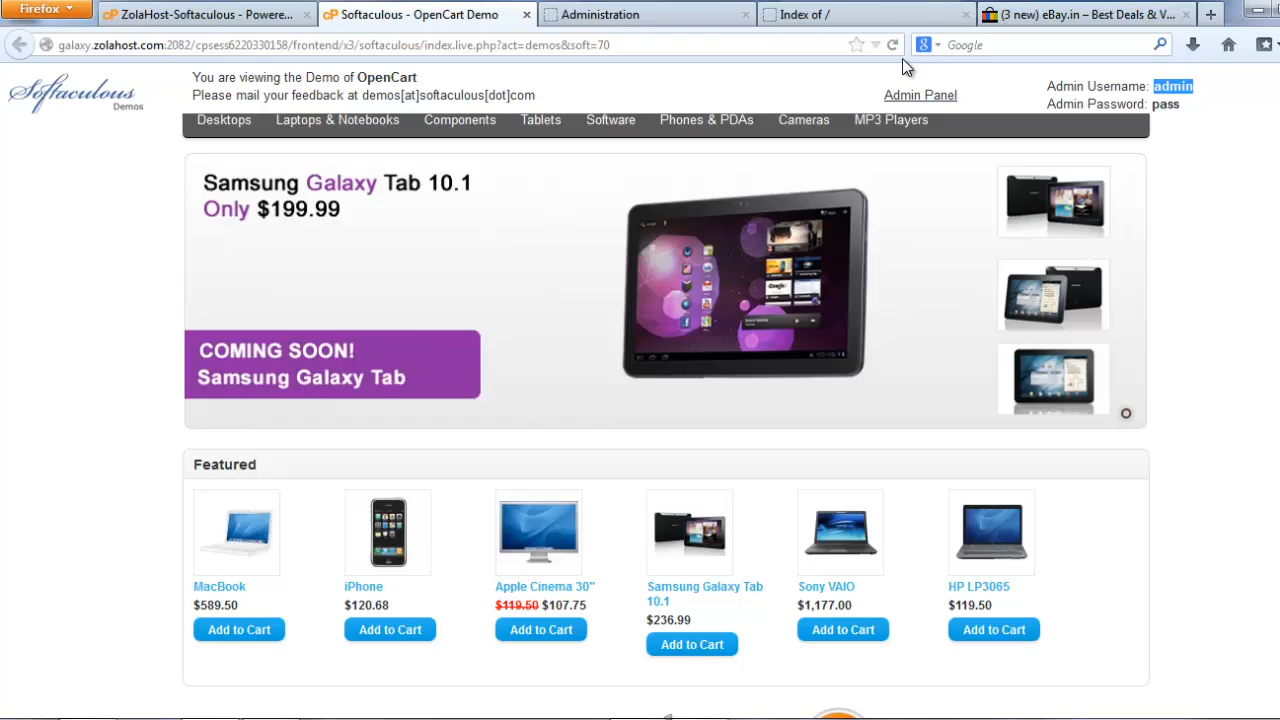 Firefox
ZolaHost-Softaculous - Powere...
Softaculous - OpenCart Demo
Administration
Index of /
(3 new) eBay.in – Best Deals & V...
galaxy.zolahost.com:2082/cpsess6220330158/frontend/x3/softaculous/index.live.php?act=demos&soft=70
Google
Softaculous
Demos
You are viewing the Demo of OpenCart
Please mail your feedback at demos[at]softaculous[dot]com
Admin Panel
Admin Username: admin
Admin Password: pass
Desktops Laptops & Notebooks Components Tablets Software Phones & PDAs Cameras MP3 Players
Samsung Galaxy Tab 10.1
Only $199.99
COMING SOON!
Samsung Galaxy Tab
Featured
MacBook
$589.50
Add to Cart
iPhone
$120.68
Add to Cart
Apple Cinema 30"
$119.50 $107.75
Add to Cart
Samsung Galaxy Tab
10.1
$236.99
Add to Cart
Sony VAIO
$1,177.00
Add to Cart
HP LP3065
$119.50
Add to Cart